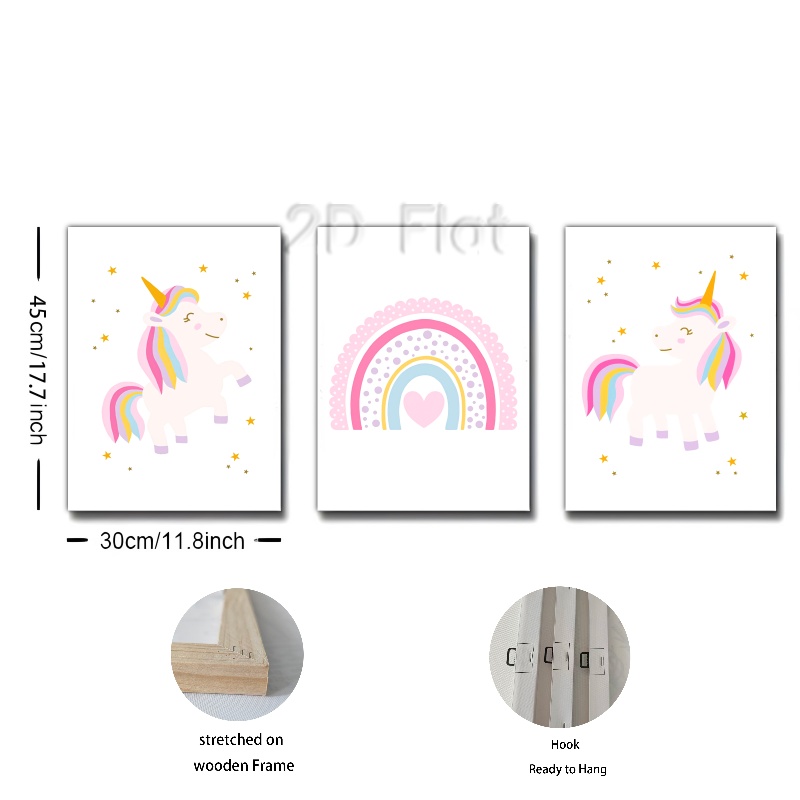 2D Flat
45cm/17.7inch
30cm/11.8inch
stretched on
wooden Frame
Hook
Ready to Hang